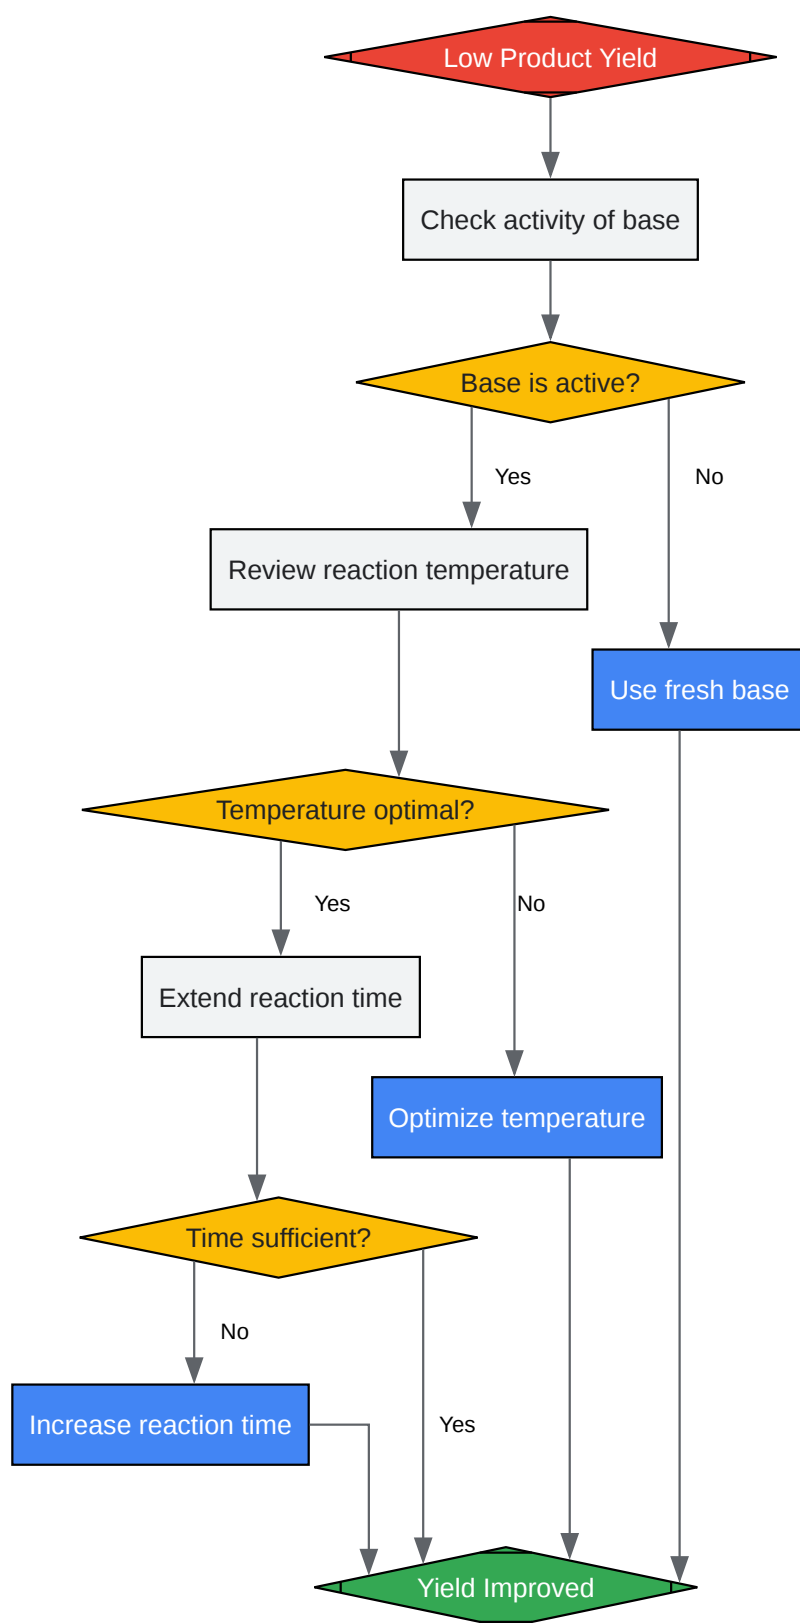 Low Product Yield
Check activity of base
Base is active?
Yes
No
Review reaction temperature
Use fresh base
Temperature optimal?
Yes
No
Extend reaction time
Optimize temperature
Time sufficient?
No
Increase reaction time
Yes
Yield Improved